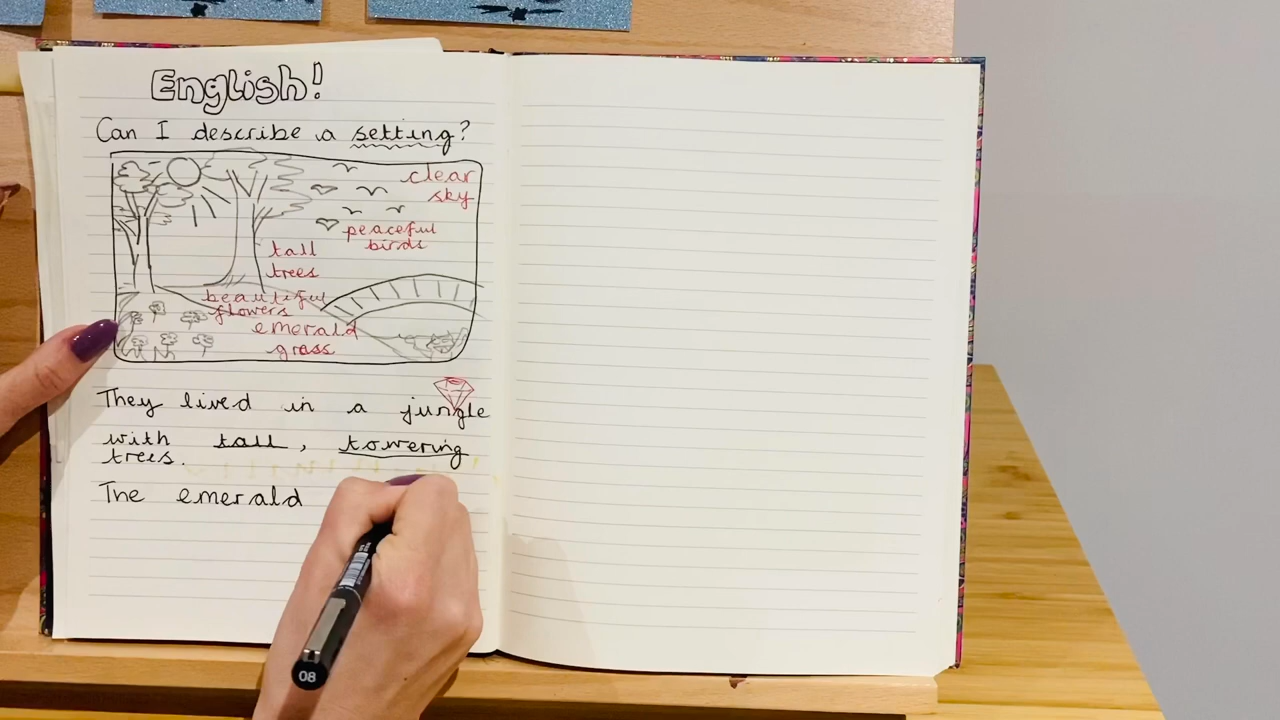 English!
Can I describe a setting?
clear
sky
peaceful
birds
tall
trees
beautiful
flowers
emerald
grass
They lived in a jungle
with tall, towering
trees.
The emerald
08